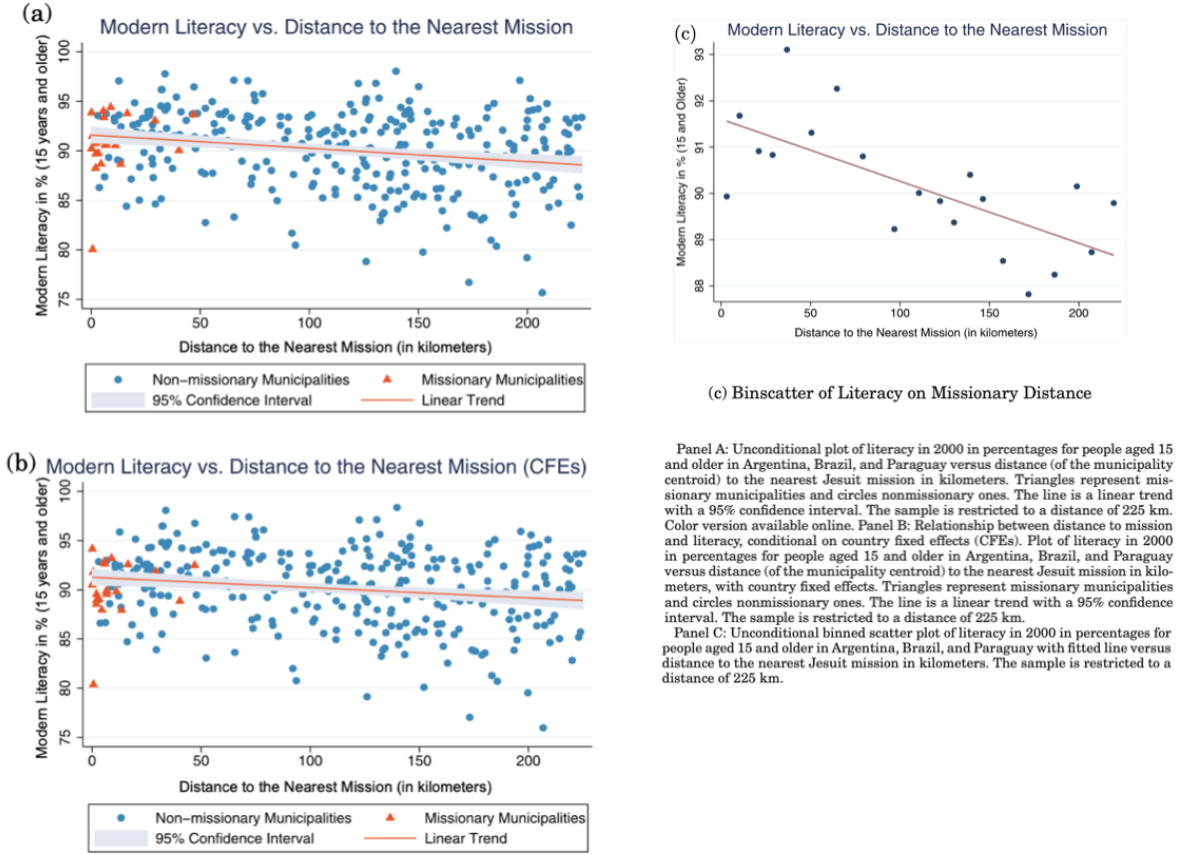 (a)
Modern Literacy vs. Distance to the Nearest Mission
Modern Literacy in % (15 years and older)
100
95
90
85
80
75
0 50 100 150 200
Distance to the Nearest Mission (in kilometers)
Non-missionary Municipalities Missionary Municipalities
95% Confidence Interval Linear Trend
(b) Modern Literacy vs. Distance to the Nearest Mission (CFEs)
Modern Literacy in % (15 years and older)
100
95
90
85
80
75
0 50 100 150 200
Distance to the Nearest Mission (in kilometers)
Non-missionary Municipalities Missionary Municipalities
95% Confidence Interval Linear Trend
(c) Modern Literacy vs. Distance to the Nearest Mission
Modern Literacy in % (15 and Older)
93
92
91
90
89
88
0 50 100 150 200
Distance to the Nearest Mission (in kilometers)
(c) Binscatter of Literacy on Missionary Distance
Panel A: Unconditional plot of literacy in 2000 in percentages for people aged 15
and older in Argentina, Brazil, and Paraguay versus distance (of the municipality
centroid) to the nearest Jesuit mission in kilometers. Triangles represent mis-
sionary municipalities and circles nonmissionary ones. The line is a linear trend
with a 95% confidence interval. The sample is restricted to a distance of 225 km.
Color version available online. Panel B: Relationship between distance to mission
and literacy, conditional on country fixed effects (CFEs). Plot of literacy in 2000
in percentages for people aged 15 and older in Argentina, Brazil, and Paraguay
versus distance (of the municipality centroid) to the nearest Jesuit mission in kilo-
meters, with country fixed effects. Triangles represent missionary municipalities
and circles nonmissionary ones. The line is a linear trend with a 95% confidence
interval. The sample is restricted to a distance of 225 km.
Panel C: Unconditional binned scatter plot of literacy in 2000 in percentages for
people aged 15 and older in Argentina, Brazil, and Paraguay with fitted line versus
distance to the nearest Jesuit mission in kilometers. The sample is restricted to a
distance of 225 km.